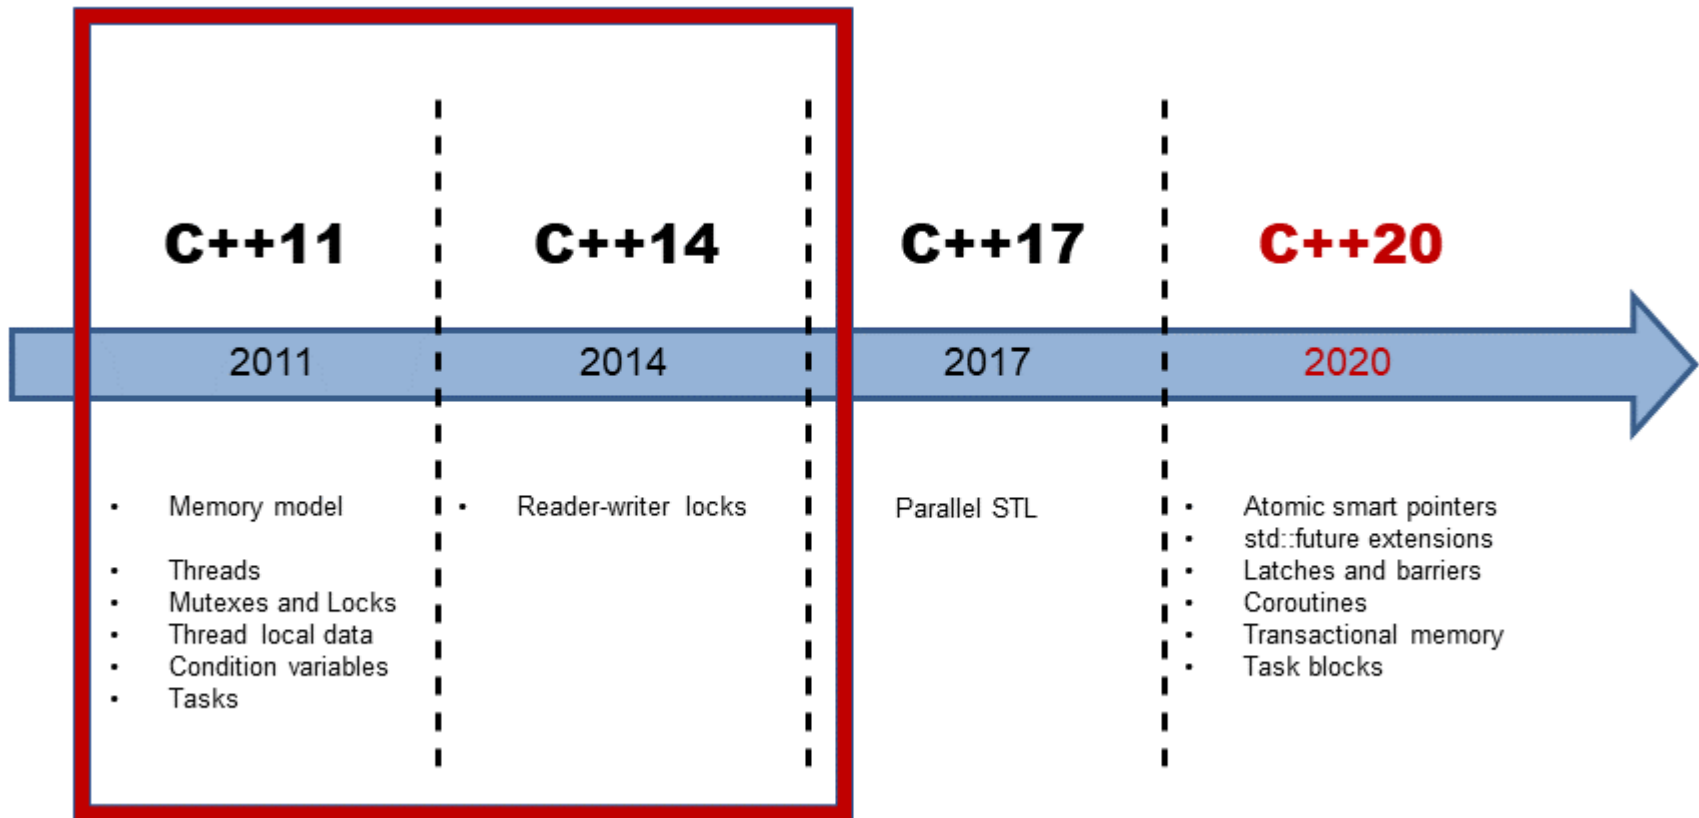 C++11
C++14
C++17
C++20
2011
2014
2017
2020
• Memory model
• Threads
• Mutexes and Locks
• Thread local data
• Condition variables
• Tasks
• Reader-writer locks
Parallel STL
• Atomic smart pointers
• std::future extensions
• Latches and barriers
• Coroutines
• Transactional memory
• Task blocks